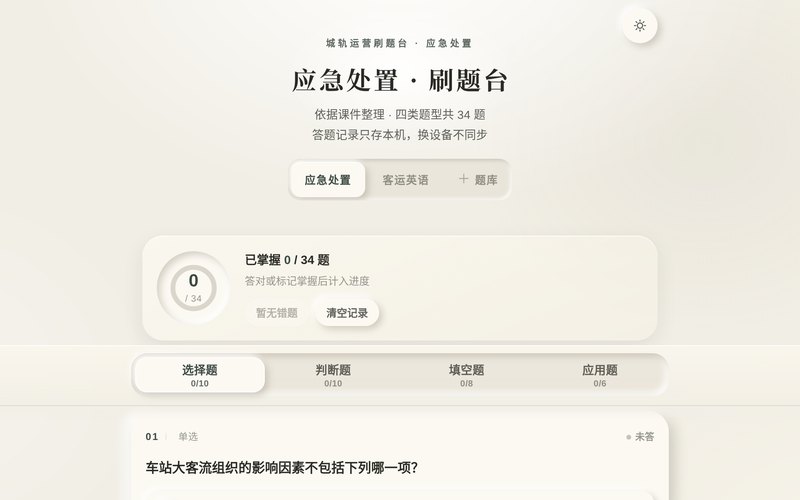 城轨运营刷题台 · 应急处置
应急处置 · 刷题台
依据课件整理 · 四类题型共 34 题
答题记录只存本机，换设备不同步
应急处置
客运英语
＋ 题库
0
/ 34
已掌握 0 / 34 题
答对或标记掌握后计入进度
暂无错题
清空记录
选择题
0/10
判断题
0/10
填空题
0/8
应用题
0/6
01
单选
未答
车站大客流组织的影响因素不包括下列哪一项？